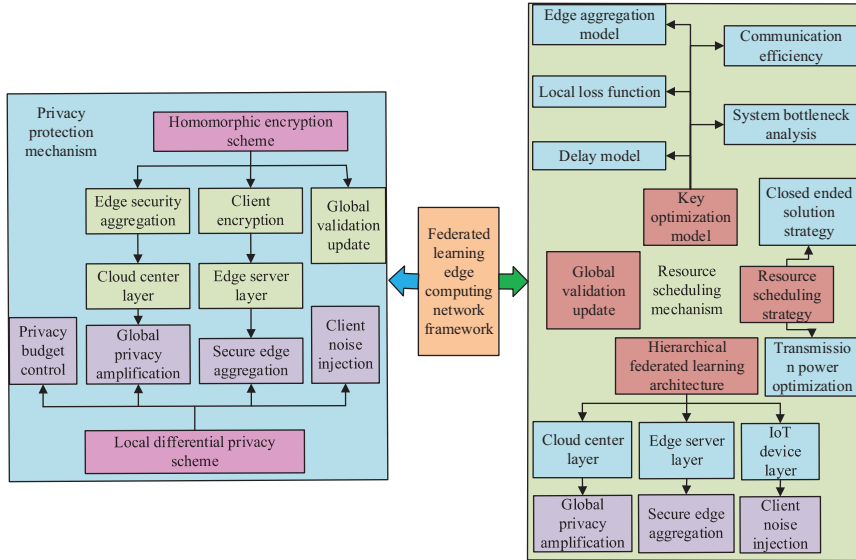 Privacy
protection
mechanism
Homomorphic encryption
scheme
Edge security
aggregation
Client
encryption
Global
validation
update
Cloud center
layer
Edge server
layer
Privacy
budget
control
Global
privacy
amplification
Secure edge
aggregation
Client
noise
injection
Local differential privacy
scheme
Federated
learning
edge
computing
network
framework
Edge aggregation
model
Communication
efficiency
Local loss function
System bottleneck
analysis
Delay model
Key
optimization
model
Closed ended
solution
strategy
Global
validation
update
Resource
scheduling
mechanism
Resource
scheduling
strategy
Hierarchical
federated learning
architecture
Transmissio
n power
optimization
Cloud center
layer
Edge server
layer
IoT
device
layer
Global
privacy
amplification
Secure edge
aggregation
Client
noise
injection